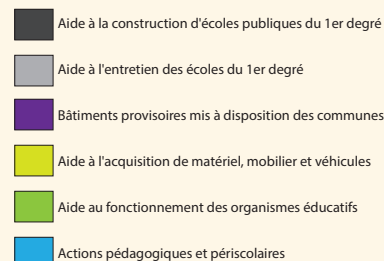 Aide à la construction d'écoles publiques du 1er degré
Aide à l'entretien des écoles du 1er degré
Bâtiments provisoires mis à disposition des communes
Aide à l'acquisition de matériel, mobilier et véhicules
Aide au fonctionnement des organismes éducatifs
Actions pédagogiques et périscolaires